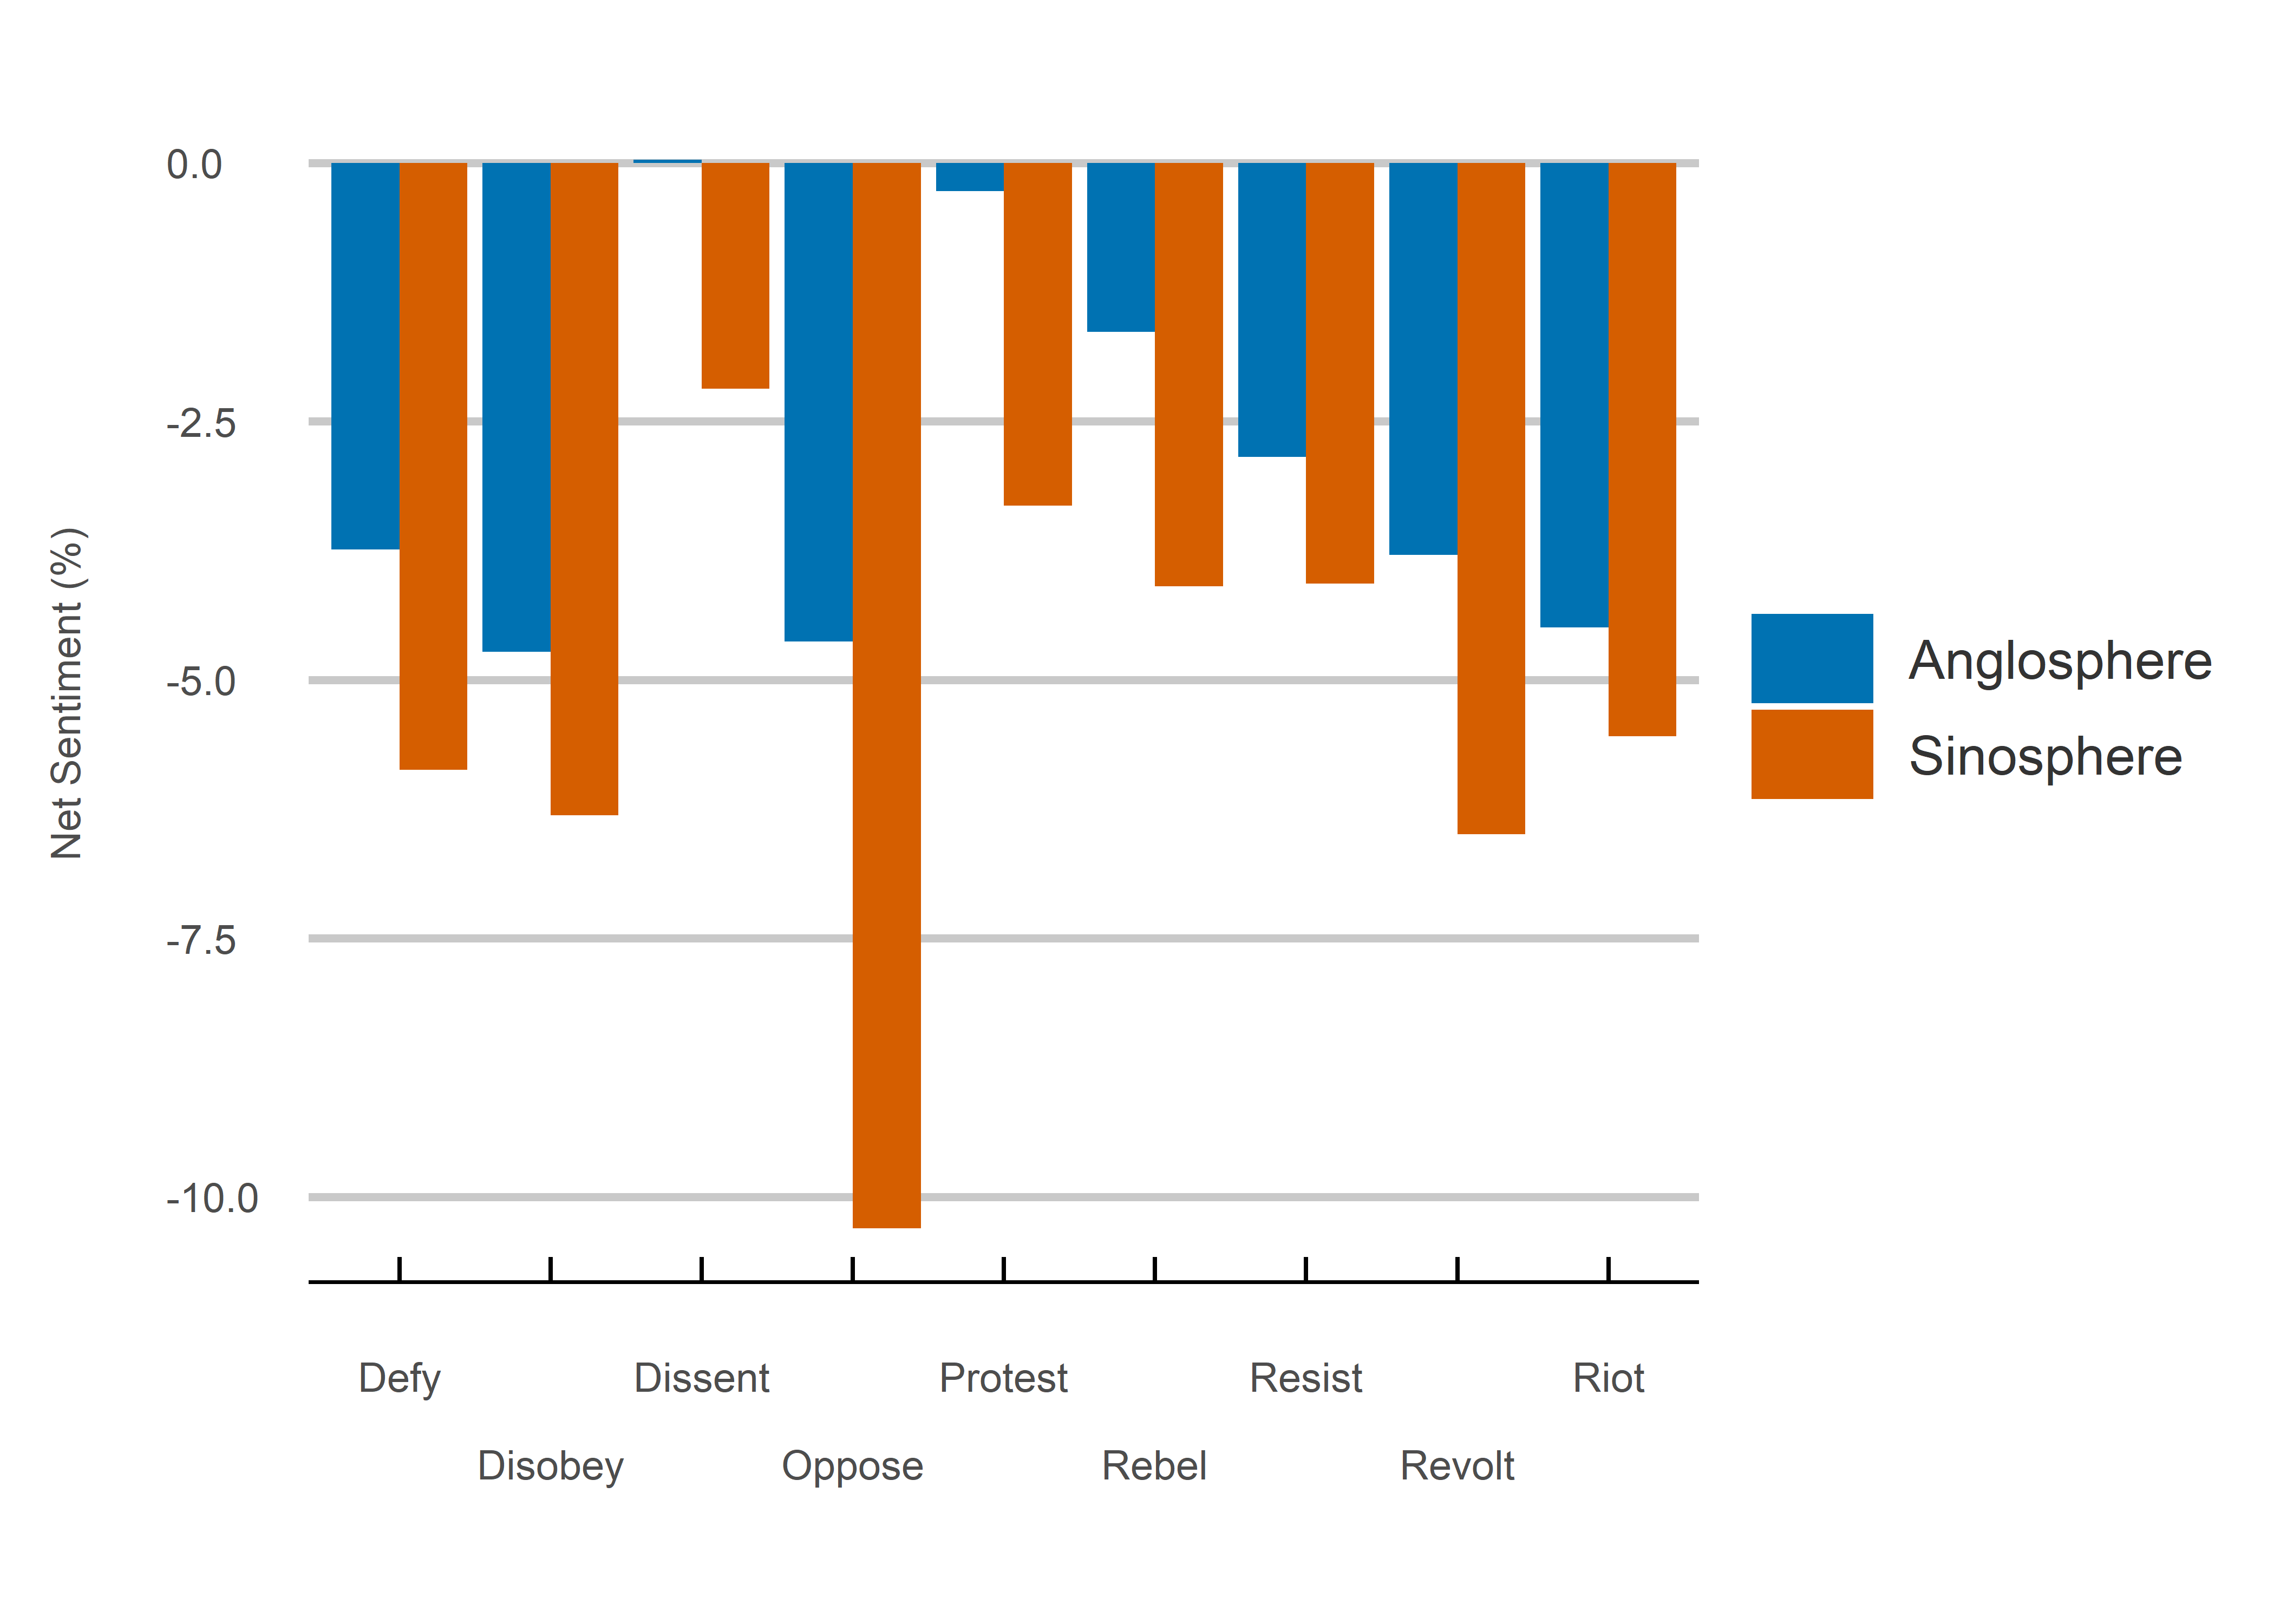 0.0
-2.5
-5.0
-7.5
-10.0
Net Sentiment (%)
Defy
Disobey
Dissent
Oppose
Protest
Rebel
Resist
Revolt
Riot
Anglosphere
Sinosphere